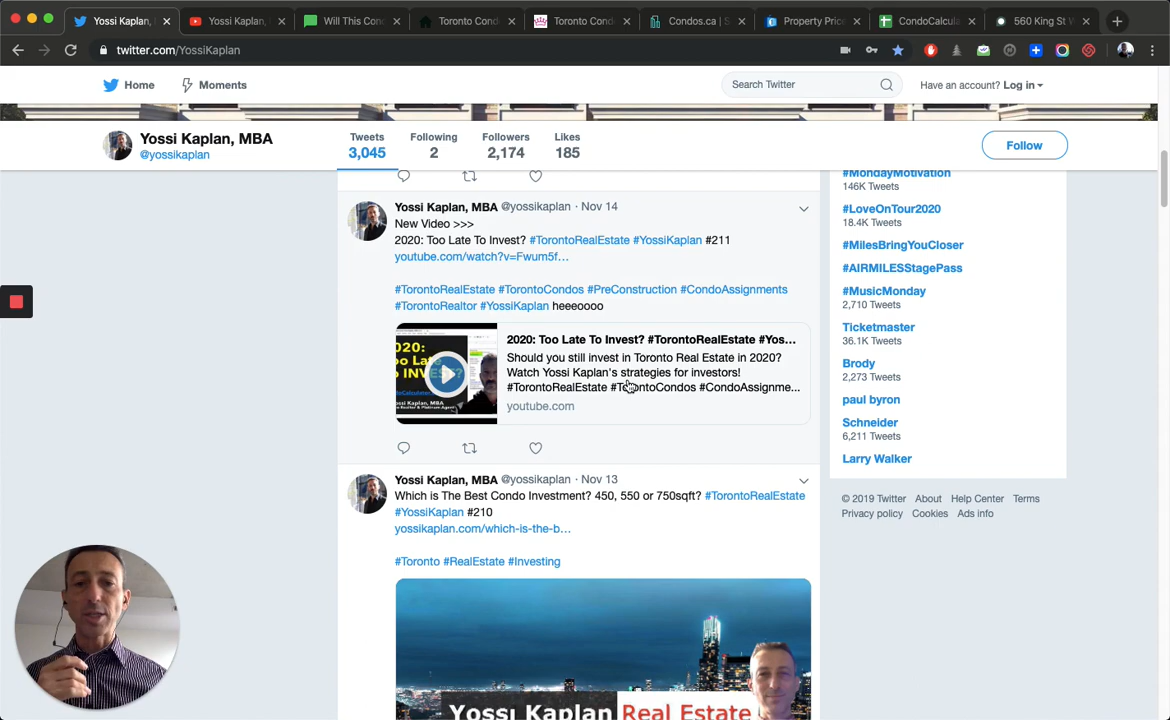 Yossi Kaplan,
Yossi Kaplan,
Will This Con
Toronto Cond
Toronto Cond
Condos.ca | S
Property Price
CondoCalcula
560 King St W
twitter.com/YossiKaplan
Home
Moments
Search Twitter
Have an account? Log in
Yossi Kaplan, MBA
@yossikaplan
Tweets
3,045
Following
2
Followers
2,174
Likes
185
Follow
Yossi Kaplan, MBA @yossikaplan · Nov 14
New Video >>>
2020: Too Late To Invest? #TorontoRealEstate #YossiKaplan #211
youtube.com/watch?v=Fwum5f…
#TorontoRealEstate #TorontoCondos #PreConstruction #CondoAssignments
#TorontoRealtor #YossiKaplan heeeoooo
2020: Too Late To Invest? #TorontoRealEstate #Yos...
Should you still invest in Toronto Real Estate in 2020?
Watch Yossi Kaplan's strategies for investors!
#TorontoRealEstate #TorontoCondos #CondoAssignme...
youtube.com
Yossi Kaplan, MBA @yossikaplan · Nov 13
Which is The Best Condo Investment? 450, 550 or 750sqft? #TorontoRealEstate
#YossiKaplan #210
yossikaplan.com/which-is-the-b…
#Toronto #RealEstate #Investing
Yossi Kaplan Real Estate
#MondayMotivation
146K Tweets
#LoveOnTour2020
18.4K Tweets
#MilesBringYouCloser
#AIRMILESStagePass
#MusicMonday
2,710 Tweets
Ticketmaster
36.1K Tweets
Brody
2,273 Tweets
paul byron
Schneider
6,211 Tweets
Larry Walker
© 2019 Twitter About Help Center Terms
Privacy policy Cookies Ads info